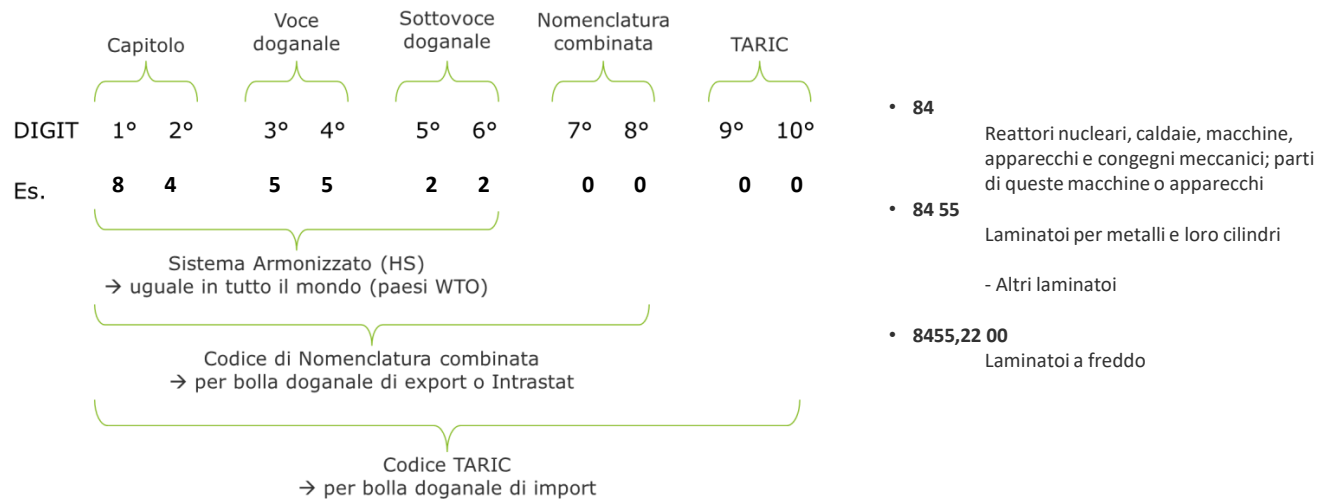 Capitolo
Voce
doganale
Sottovoce
doganale
Nomenclatura
combinata
TARIC
DIGIT 1° 2° 3° 4° 5° 6° 7° 8° 9° 10°
Es. 8 4 5 5 2 2 0 0 0 0
Sistema Armonizzato (HS)
→ uguale in tutto il mondo (paesi WTO)
Codice di Nomenclatura combinata
→ per bolla doganale di export o Intrastat
Codice TARIC
→ per bolla doganale di import
• 84
Reattori nucleari, caldaie, macchine,
apparecchi e congegni meccanici; parti
di queste macchine o apparecchi
• 84 55
Laminatoi per metalli e loro cilindri
- Altri laminatoi
• 8455,22 00
Laminatoi a freddo